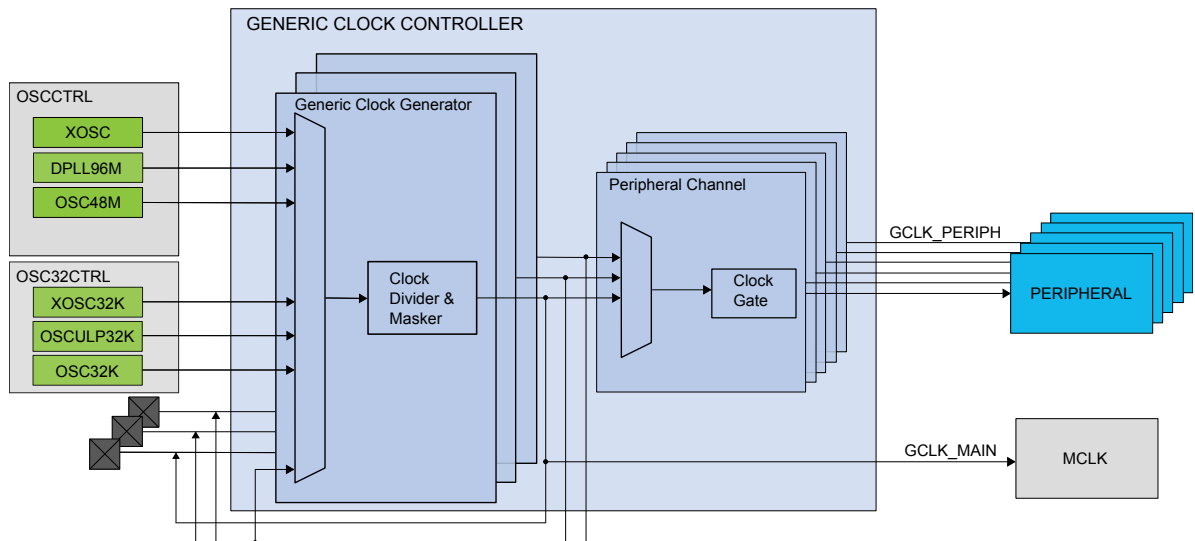 GENERIC CLOCK CONTROLLER
OSCCTRL
XOSC
DPLL96M
OSC48M
OSC32CTRL
XOSC32K
OSCULP32K
OSC32K
Generic Clock Generator
Clock
Divider &
Masker
Peripheral Channel
Clock
Gate
GCLK_PERIPH
PERIPHERAL
GCLK_MAIN
MCLK